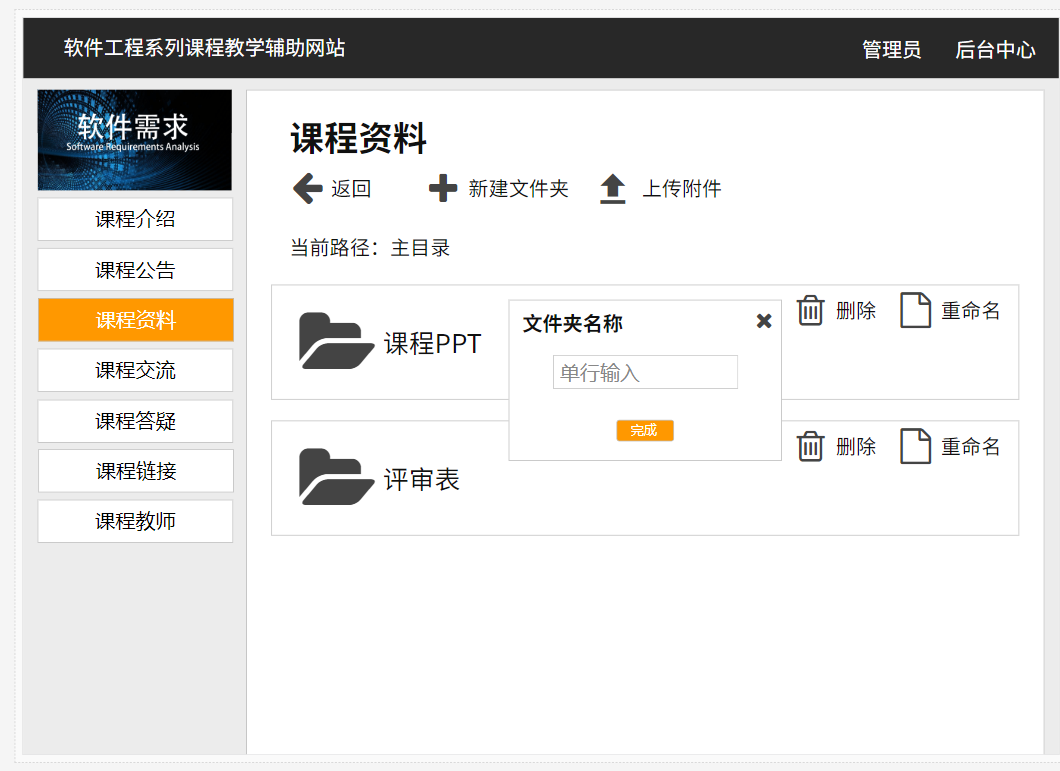 软件工程系列课程教学辅助网站 管理员 后台中心
软件需求
Software Requirements Analysis
课程介绍
课程公告
课程资料
课程交流
课程答疑
课程链接
课程教师
课程资料
返回 新建文件夹 上传附件
当前路径：主目录
课程PPT
删除 重命名
文件夹名称
单行输入
完成
评审表
删除 重命名